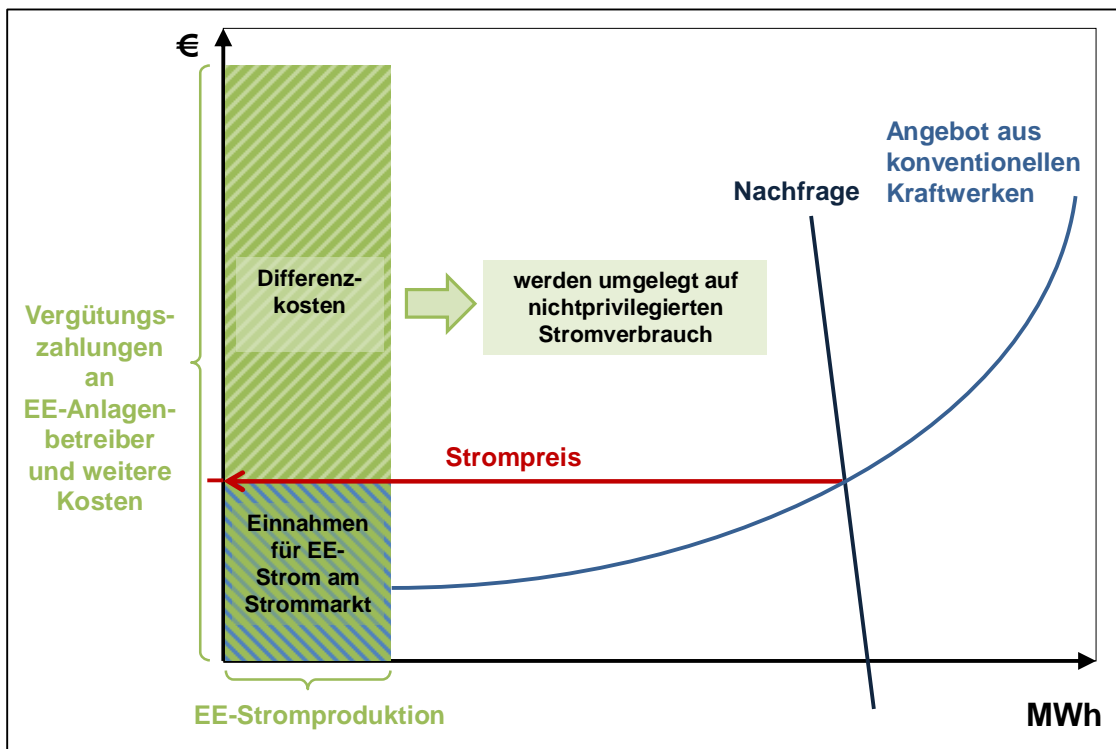 €
Angebot aus
konventionellen
Kraftwerken
Nachfrage
Differenz-
kosten
werden umgelegt auf
nichtprivilegierten
Stromverbrauch
Vergütungs-
zahlungen
an
EE-Anlagen-
betreiber
und weitere
Kosten
Strompreis
Einnahmen
für EE-
Strom am
Strommarkt
EE-Stromproduktion
MWh